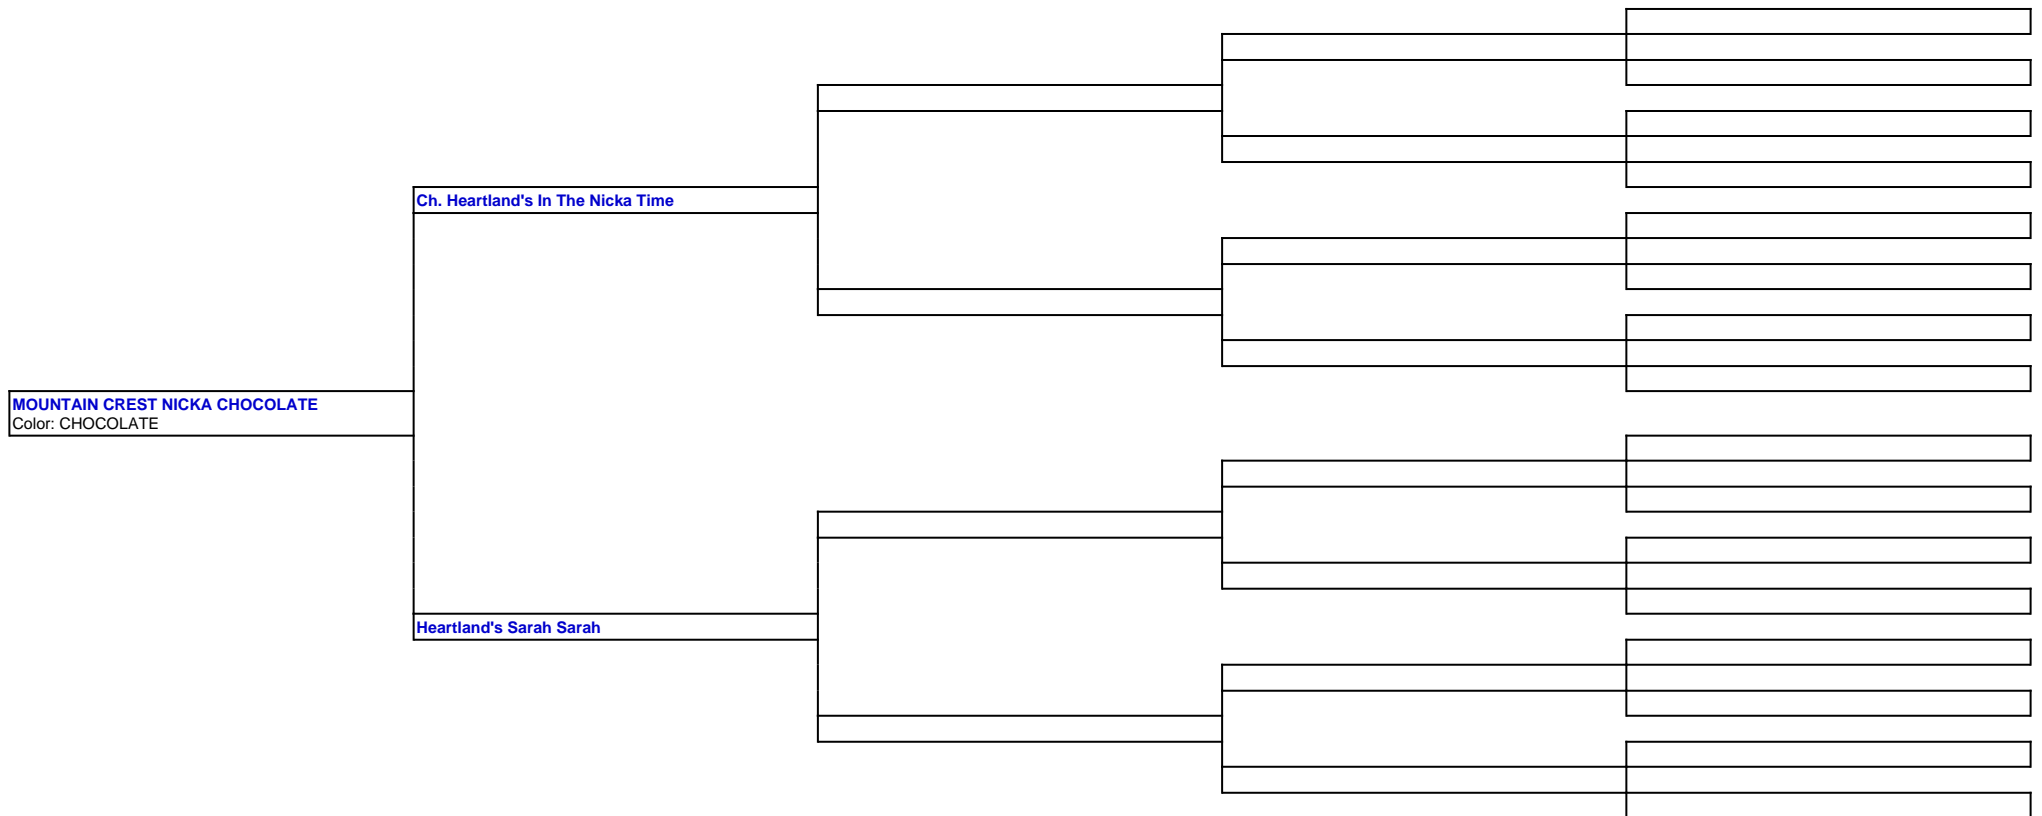 Ch. Heartland's In The Nicka Time
MOUNTAIN CREST NICKA CHOCOLATE
Color: CHOCOLATE
Heartland's Sarah Sarah